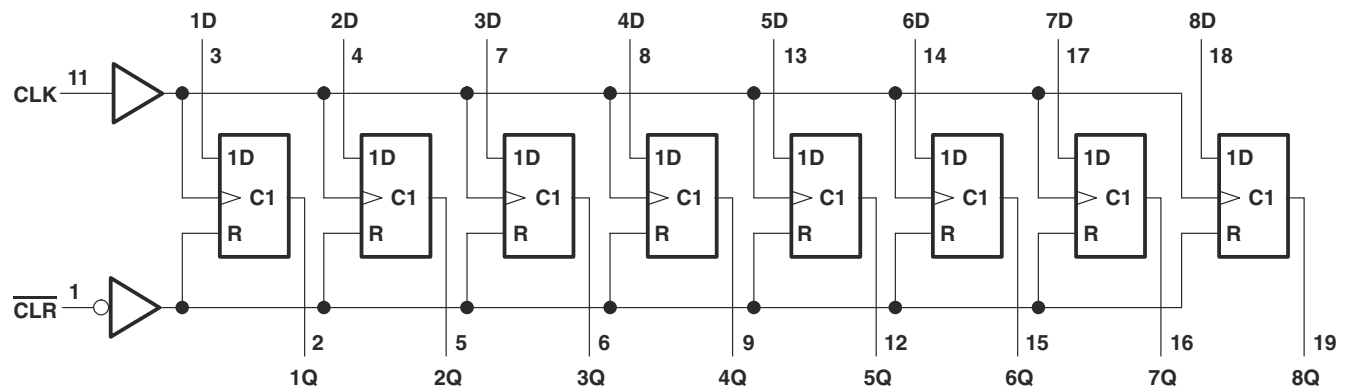 1D 2D 3D 4D 5D 6D 7D 8D
3 4 7 8 13 14 17 18
CLK 11
1D 1D 1D 1D 1D 1D 1D 1D
C1 C1 C1 C1 C1 C1 C1 C1
R R R R R R R R
CLR 1
2 5 6 9 12 15 16 19
1Q 2Q 3Q 4Q 5Q 6Q 7Q 8Q